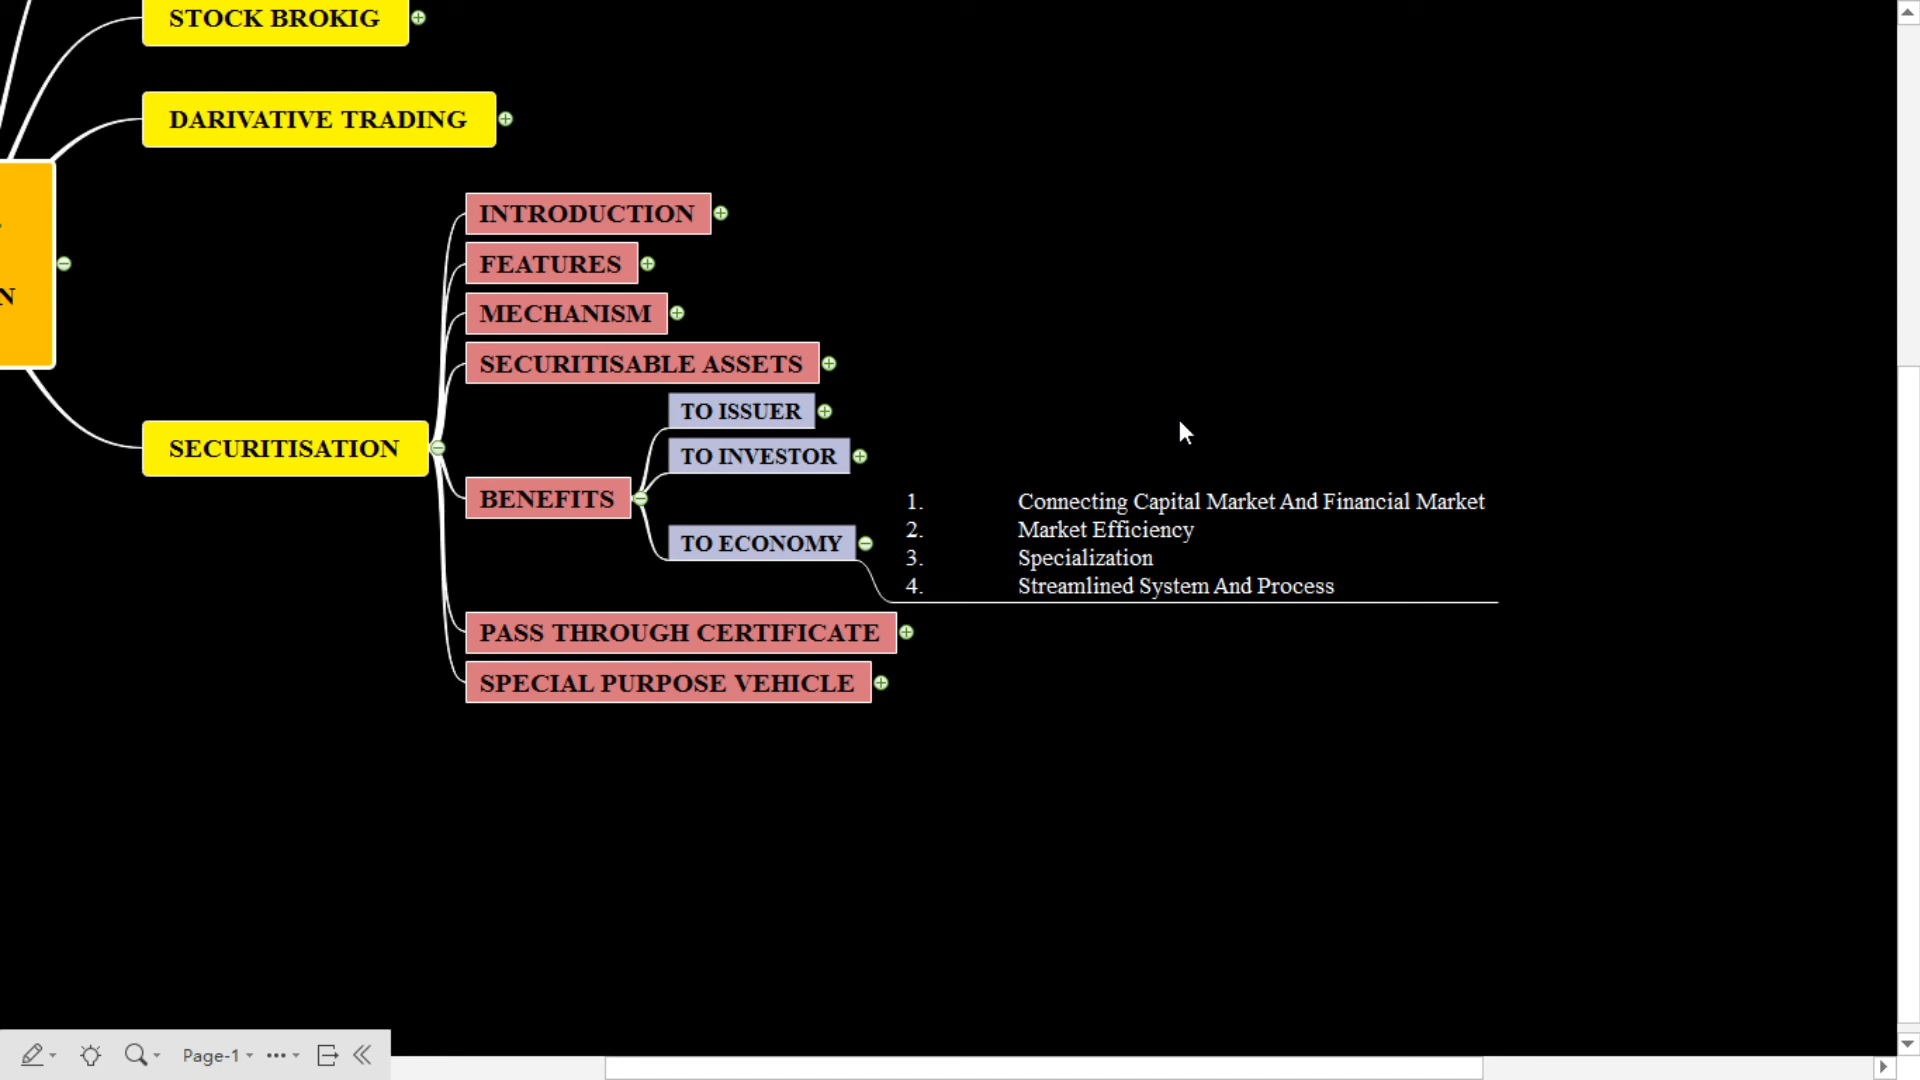 STOCK BROKIG
DARIVATIVE TRADING
N
SECURITISATION
INTRODUCTION
FEATURES
MECHANISM
SECURITISABLE ASSETS
BENEFITS
TO ISSUER
TO INVESTOR
TO ECONOMY
1. Connecting Capital Market And Financial Market
2. Market Efficiency
3. Specialization
4. Streamlined System And Process
PASS THROUGH CERTIFICATE
SPECIAL PURPOSE VEHICLE
Page-1